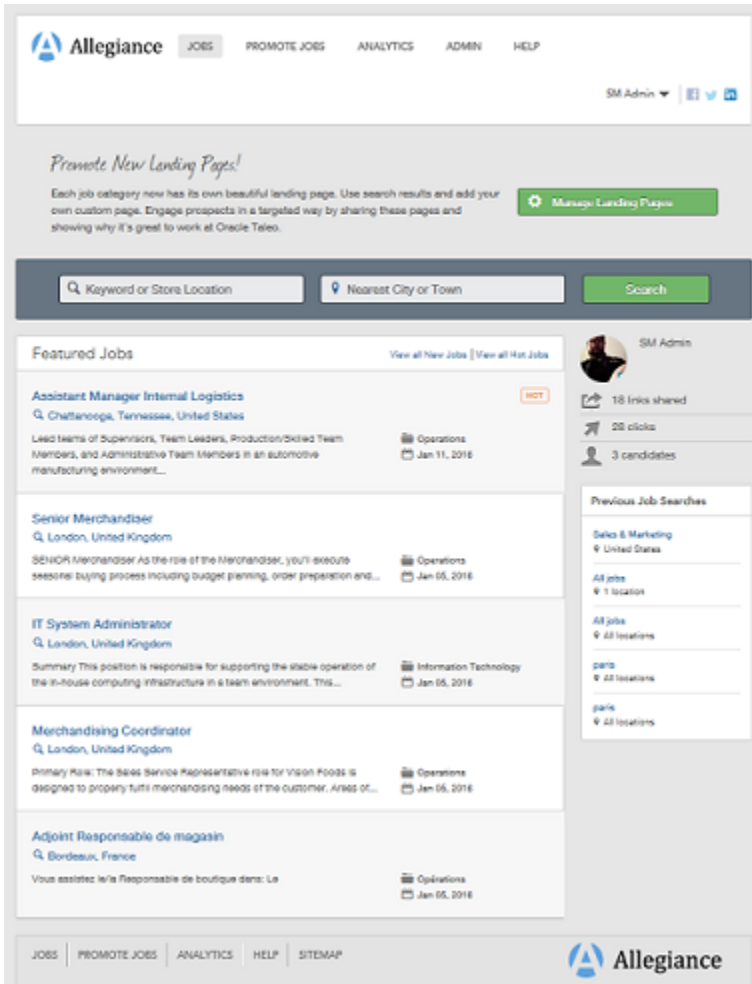 Allegiance JOBS PROMOTE JOBS ANALYTICS ADMIN HELP
SM Admin
Promote New Landing Pages!
Each job category now has its own beautiful landing page. Use search results and add your
own custom page. Engage prospects in a targeted way by sharing these pages and
showing why it's great to work at Oracle Taleo.
Manage Landing Pages
Keyword or Store Location
Nearest City or Town
Search
Featured Jobs
View all New Jobs | View all Hot Jobs
Assistant Manager Internal Logistics
HOT
Chattanooga, Tennessee, United States
Lead teams of Supervisors, Team Leaders, Production/Skilled Team
Members, and Administrative Team Members in an automotive
manufacturing environment...
Operations
Jan 11, 2016
Senior Merchandiser
London, United Kingdom
SENIOR Merchandiser As the role of the Merchandiser, you'll execute
seasonal buying process including budget planning, order preparation and...
Operations
Jan 05, 2016
IT System Administrator
London, United Kingdom
Summary This position is responsible for supporting the stable operation of
the in-house computing infrastructure in a team environment. This...
Information Technology
Jan 05, 2016
Merchandising Coordinator
London, United Kingdom
Primary Role: The Sales Service Representative role for Vision Foods is
designed to properly fulfil merchandising needs of the customer. Areas of...
Operations
Jan 05, 2016
Adjoint Responsable de magasin
Bordeaux, France
Vous assistez le/la Responsable de boutique dans: Le
Opérations
Jan 05, 2016
SM Admin
18 links shared
28 clicks
3 candidates
Previous Job Searches
Sales & Marketing
United States
All jobs
1 location
All jobs
All locations
paris
All locations
paris
All locations
JOBS PROMOTE JOBS ANALYTICS HELP SITEMAP
Allegiance